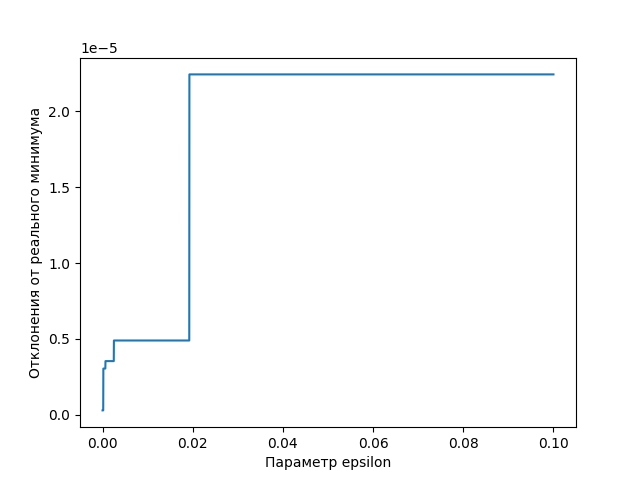 1e−5
2.0
1.5
1.0
0.5
0.0
Отклонения от реального минимума
0.00 0.02 0.04 0.06 0.08 0.10
Параметр epsilon